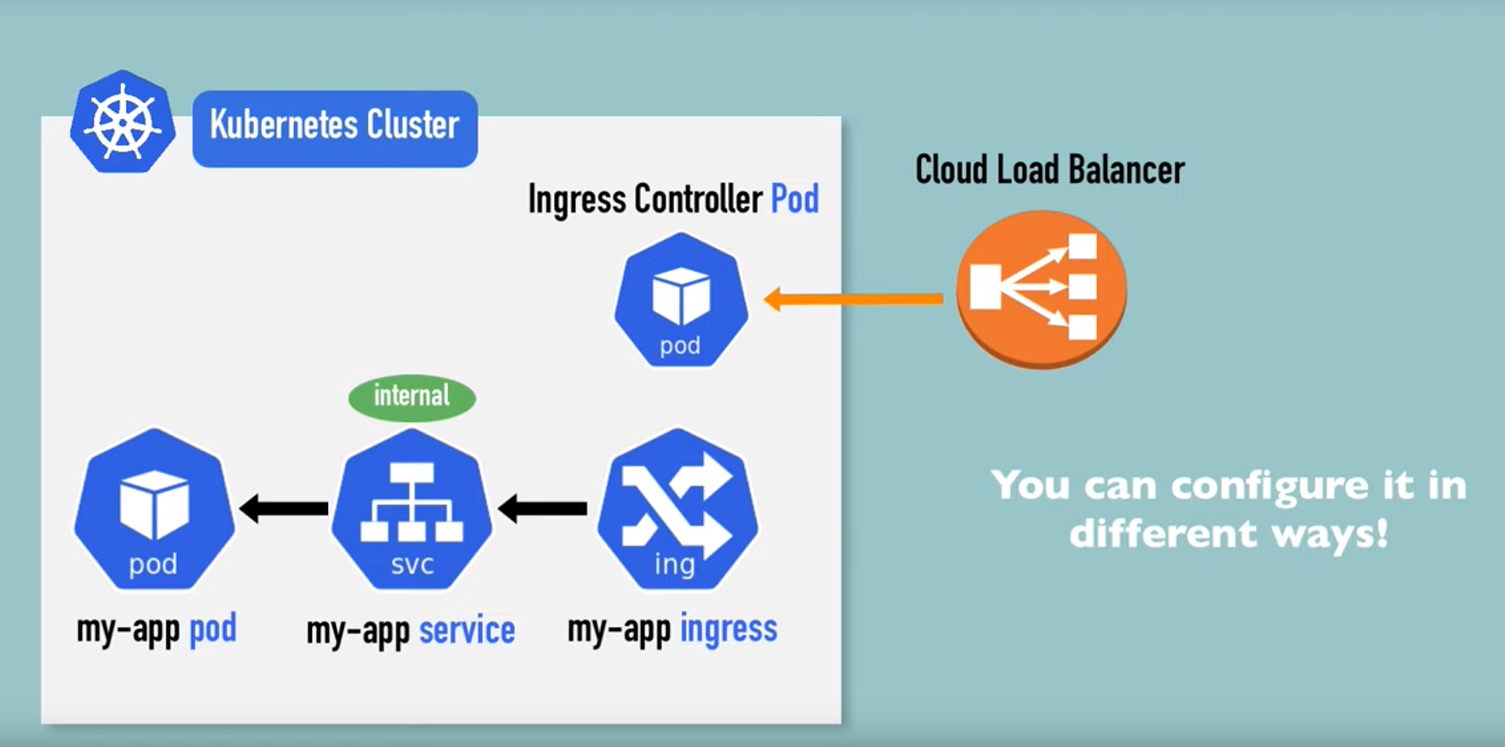 Kubernetes Cluster
Cloud Load Balancer
Ingress Controller Pod
pod
internal
pod
svc
ing
my-app pod
my-app service
my-app ingress
You can configure it in
different ways!